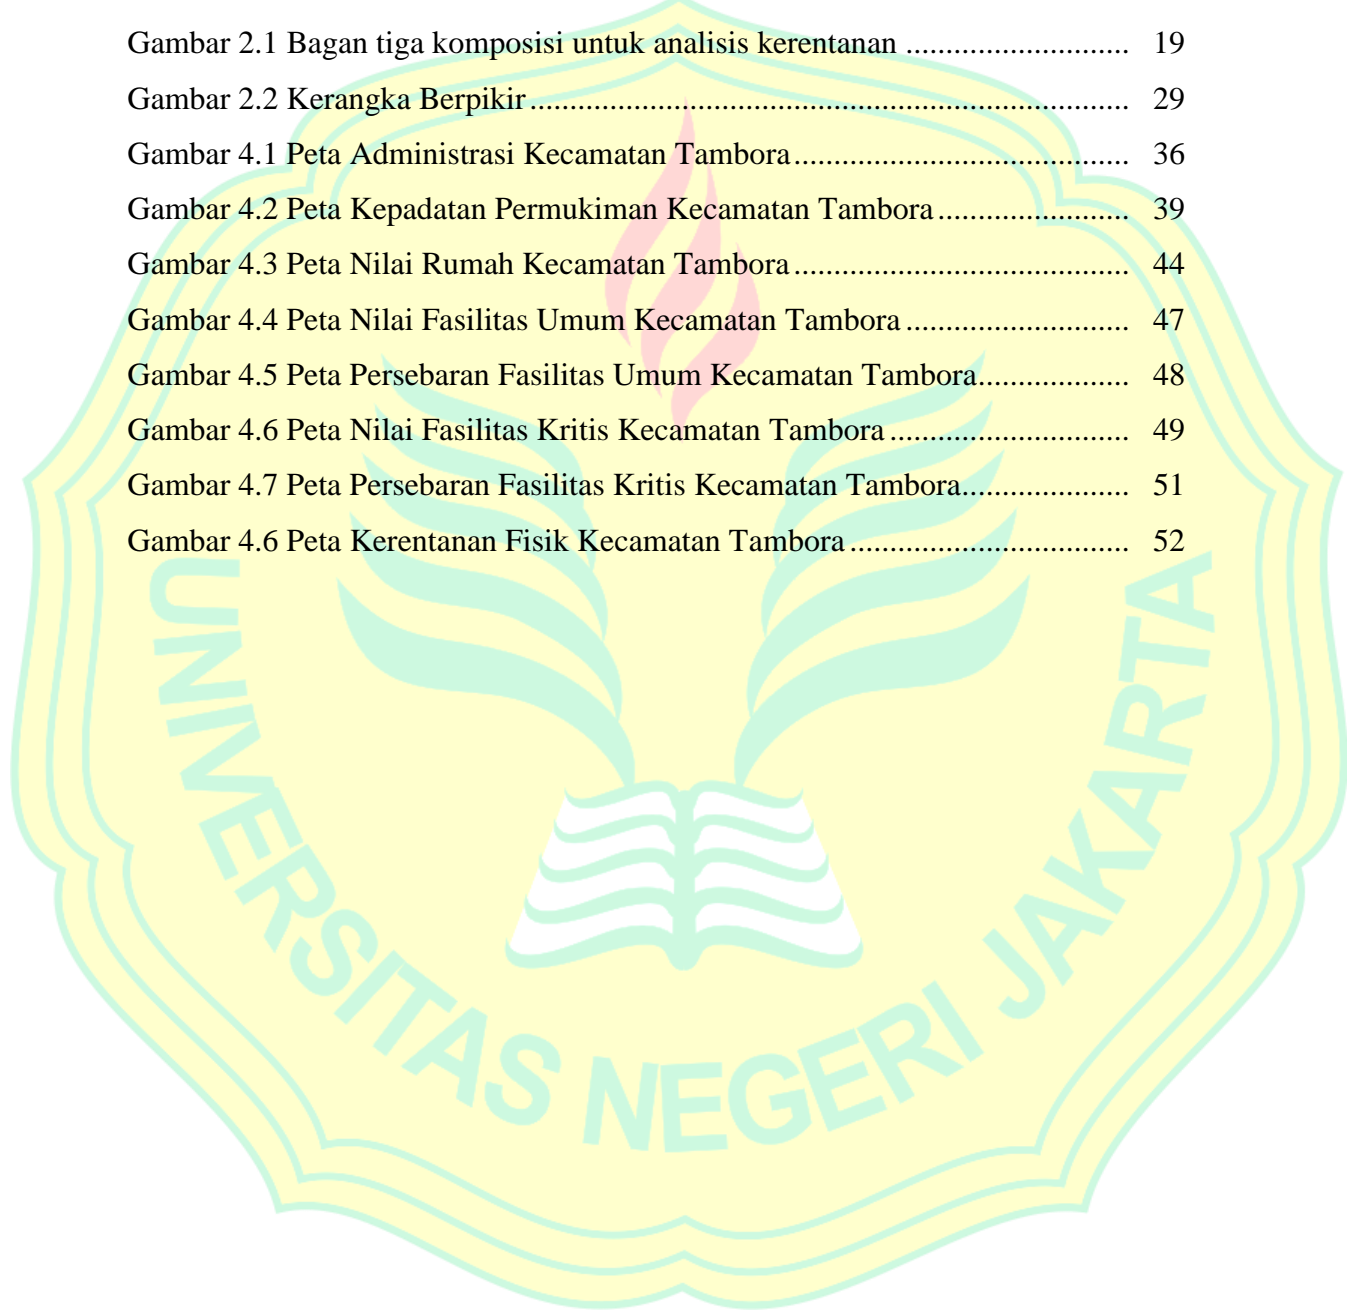 Gambar 2.1 Bagan tiga komposisi untuk analisis kerentanan ........................... 19
Gambar 2.2 Kerangka Berpikir ......................................................................... 29
Gambar 4.1 Peta Administrasi Kecamatan Tambora ......................................... 36
Gambar 4.2 Peta Kepadatan Permukiman Kecamatan Tambora ....................... 39
Gambar 4.3 Peta Nilai Rumah Kecamatan Tambora ......................................... 44
Gambar 4.4 Peta Nilai Fasilitas Umum Kecamatan Tambora ........................... 47
Gambar 4.5 Peta Persebaran Fasilitas Umum Kecamatan Tambora .................. 48
Gambar 4.6 Peta Nilai Fasilitas Kritis Kecamatan Tambora ............................. 49
Gambar 4.7 Peta Persebaran Fasilitas Kritis Kecamatan Tambora .................... 51
Gambar 4.6 Peta Kerentanan Fisik Kecamatan Tambora .................................. 52
UNIVERSITAS NEGERI JAKARTA